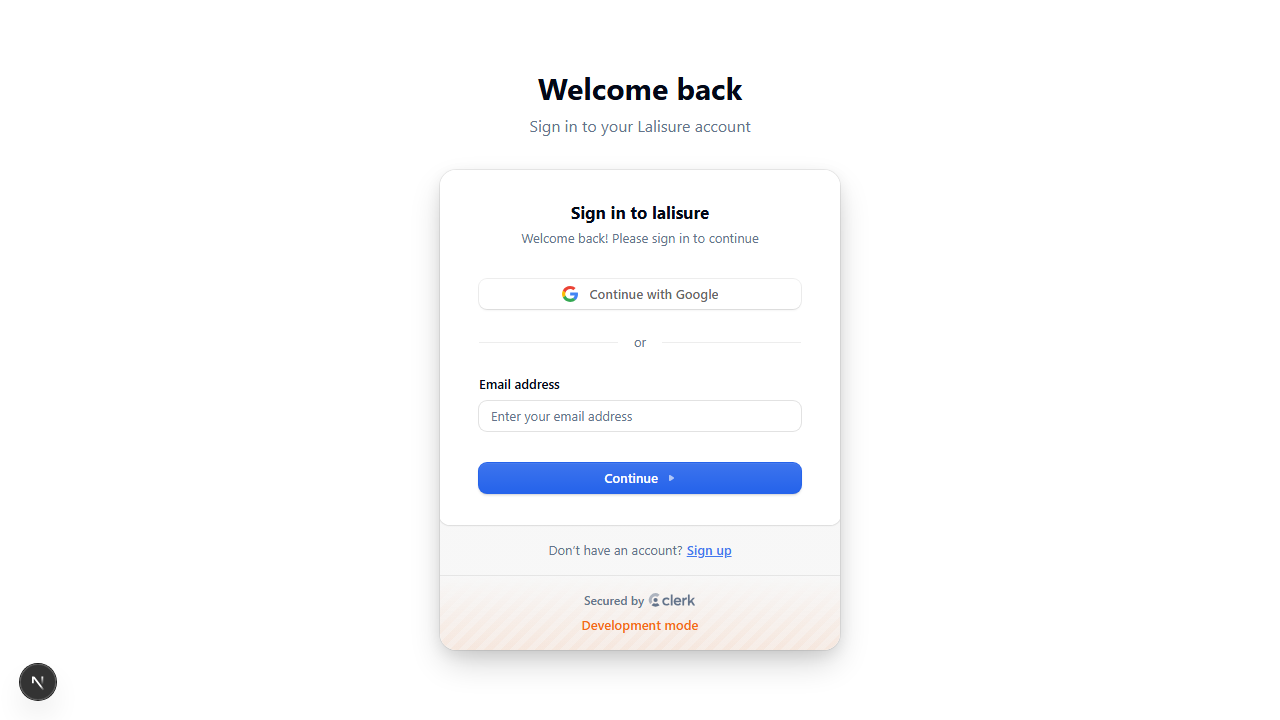 Welcome back
Sign in to your Lalisure account
Sign in to lalisure
Welcome back! Please sign in to continue
Continue with Google
or
Email address
Enter your email address
Continue
Don’t have an account? Sign up
Secured by clerk
Development mode
N